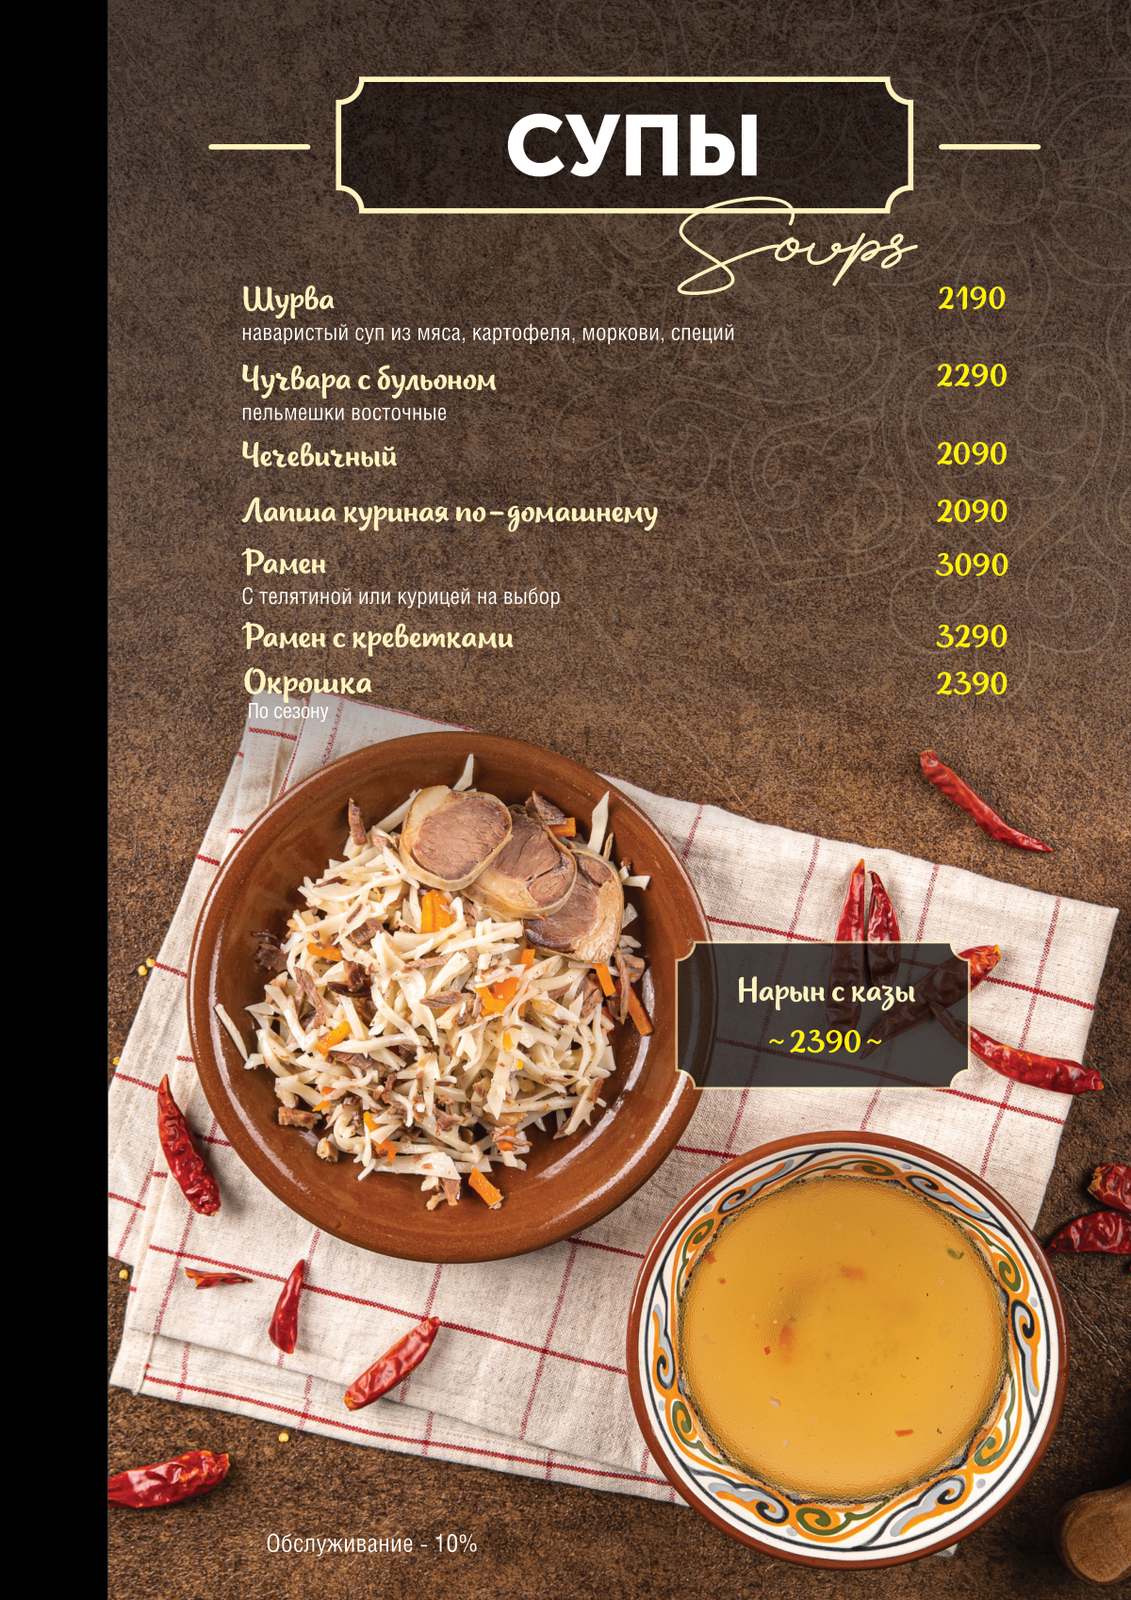 СУПЫ
Soups
Шурва 2190
наваристый суп из мяса, картофеля, моркови, специй
Чучвара с бульоном 2290
пельмешки восточные
Чечевичный 2090
Лапша куриная по-домашнему 2090
Рамен 3090
С телятиной или курицей на выбор
Рамен с креветками 3290
Окрошка 2390
По сезону
Нарын с казы
~2390~
Обслуживание - 10%